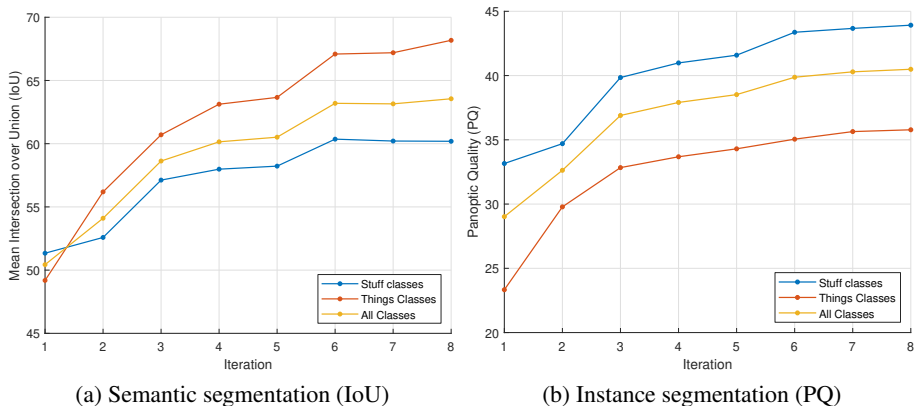 70
65
60
55
50
45
Mean Intersection over Union (IoU)
1 2 3 4 5 6 7 8
Iteration
Stuff classes
Things Classes
All Classes
(a) Semantic segmentation (IoU)
45
40
35
30
25
20
Panoptic Quality (PQ)
1 2 3 4 5 6 7 8
Iteration
Stuff classes
Things Classes
All Classes
(b) Instance segmentation (PQ)